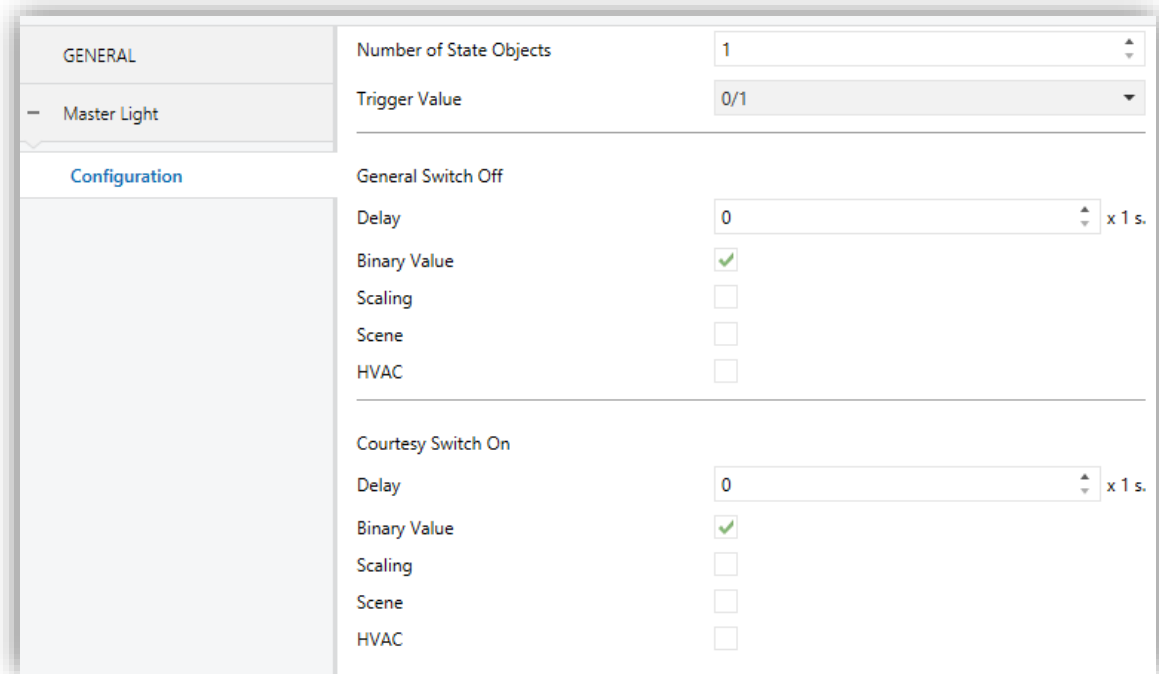 GENERAL
Master Light
Configuration
Number of State Objects 1
Trigger Value 0/1
General Switch Off
Delay 0 x 1 s.
Binary Value
Scaling
Scene
HVAC
Courtesy Switch On
Delay 0 x 1 s.
Binary Value
Scaling
Scene
HVAC